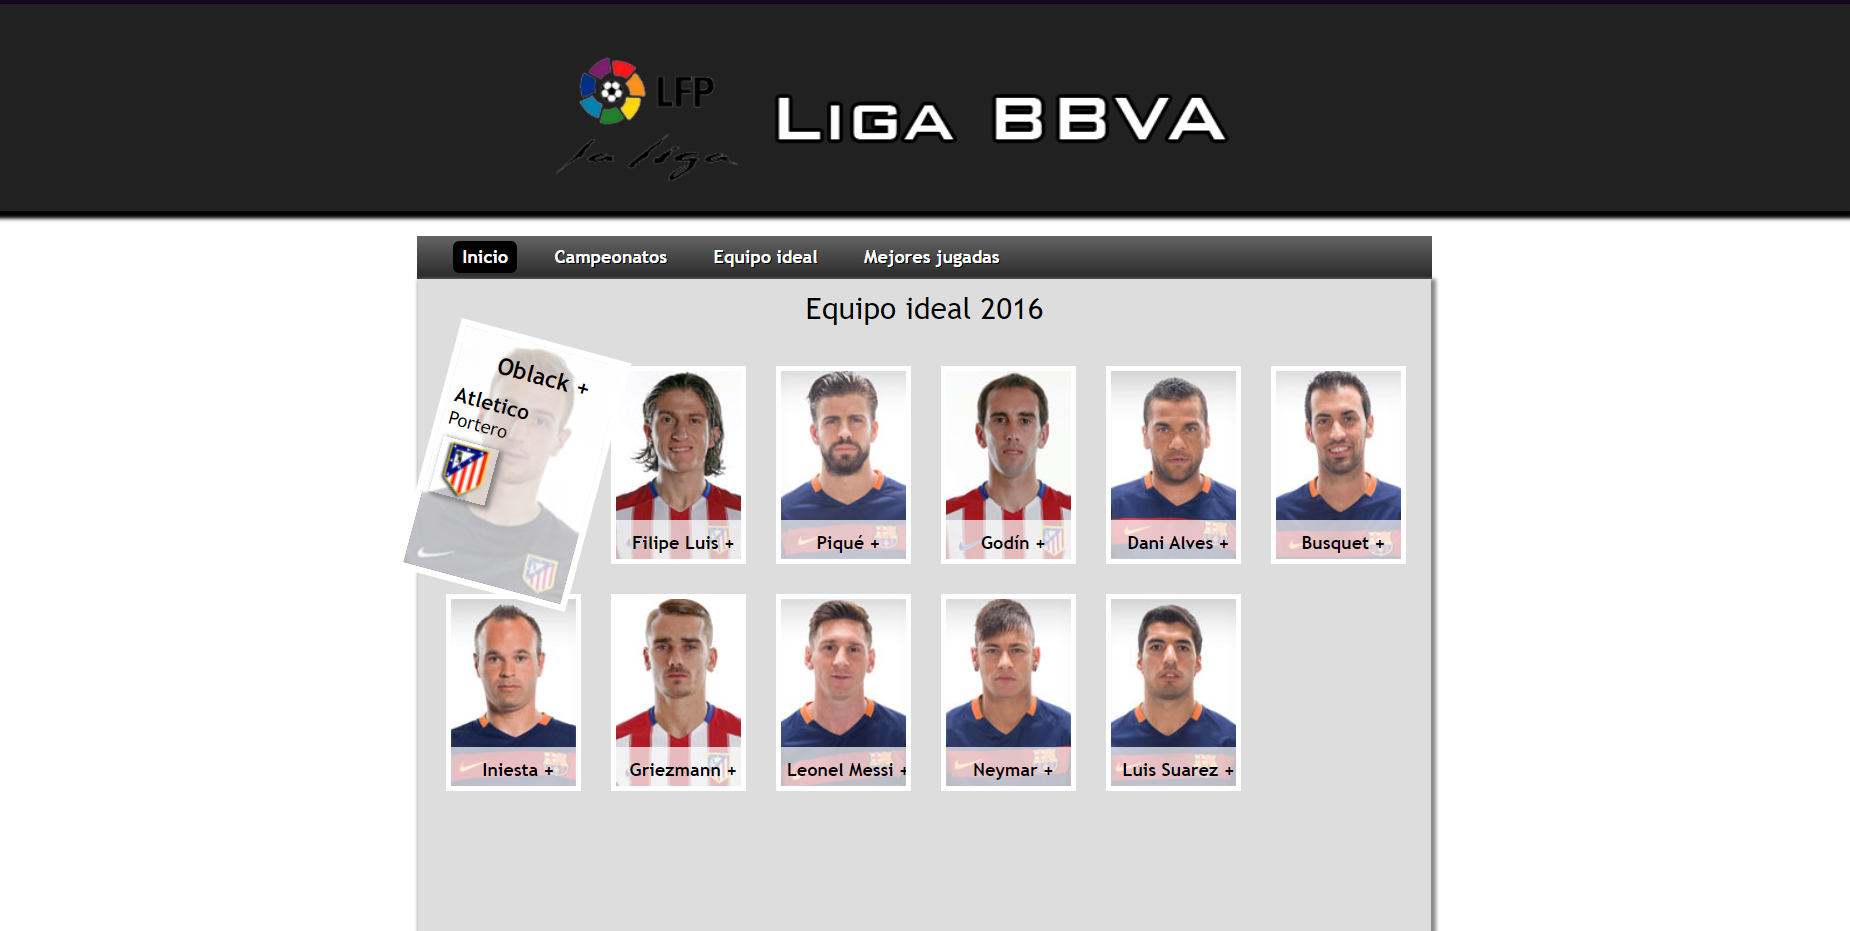 LFP
la liga
LIGA BBVA
Inicio
Campeonatos
Equipo ideal
Mejores jugadas
Equipo ideal 2016
Oblack +
Atletico
Portero
Filipe Luis +
Piqué +
Godín +
Dani Alves +
Busquet +
Iniesta +
Griezmann +
Leonel Messi +
Neymar +
Luis Suarez +